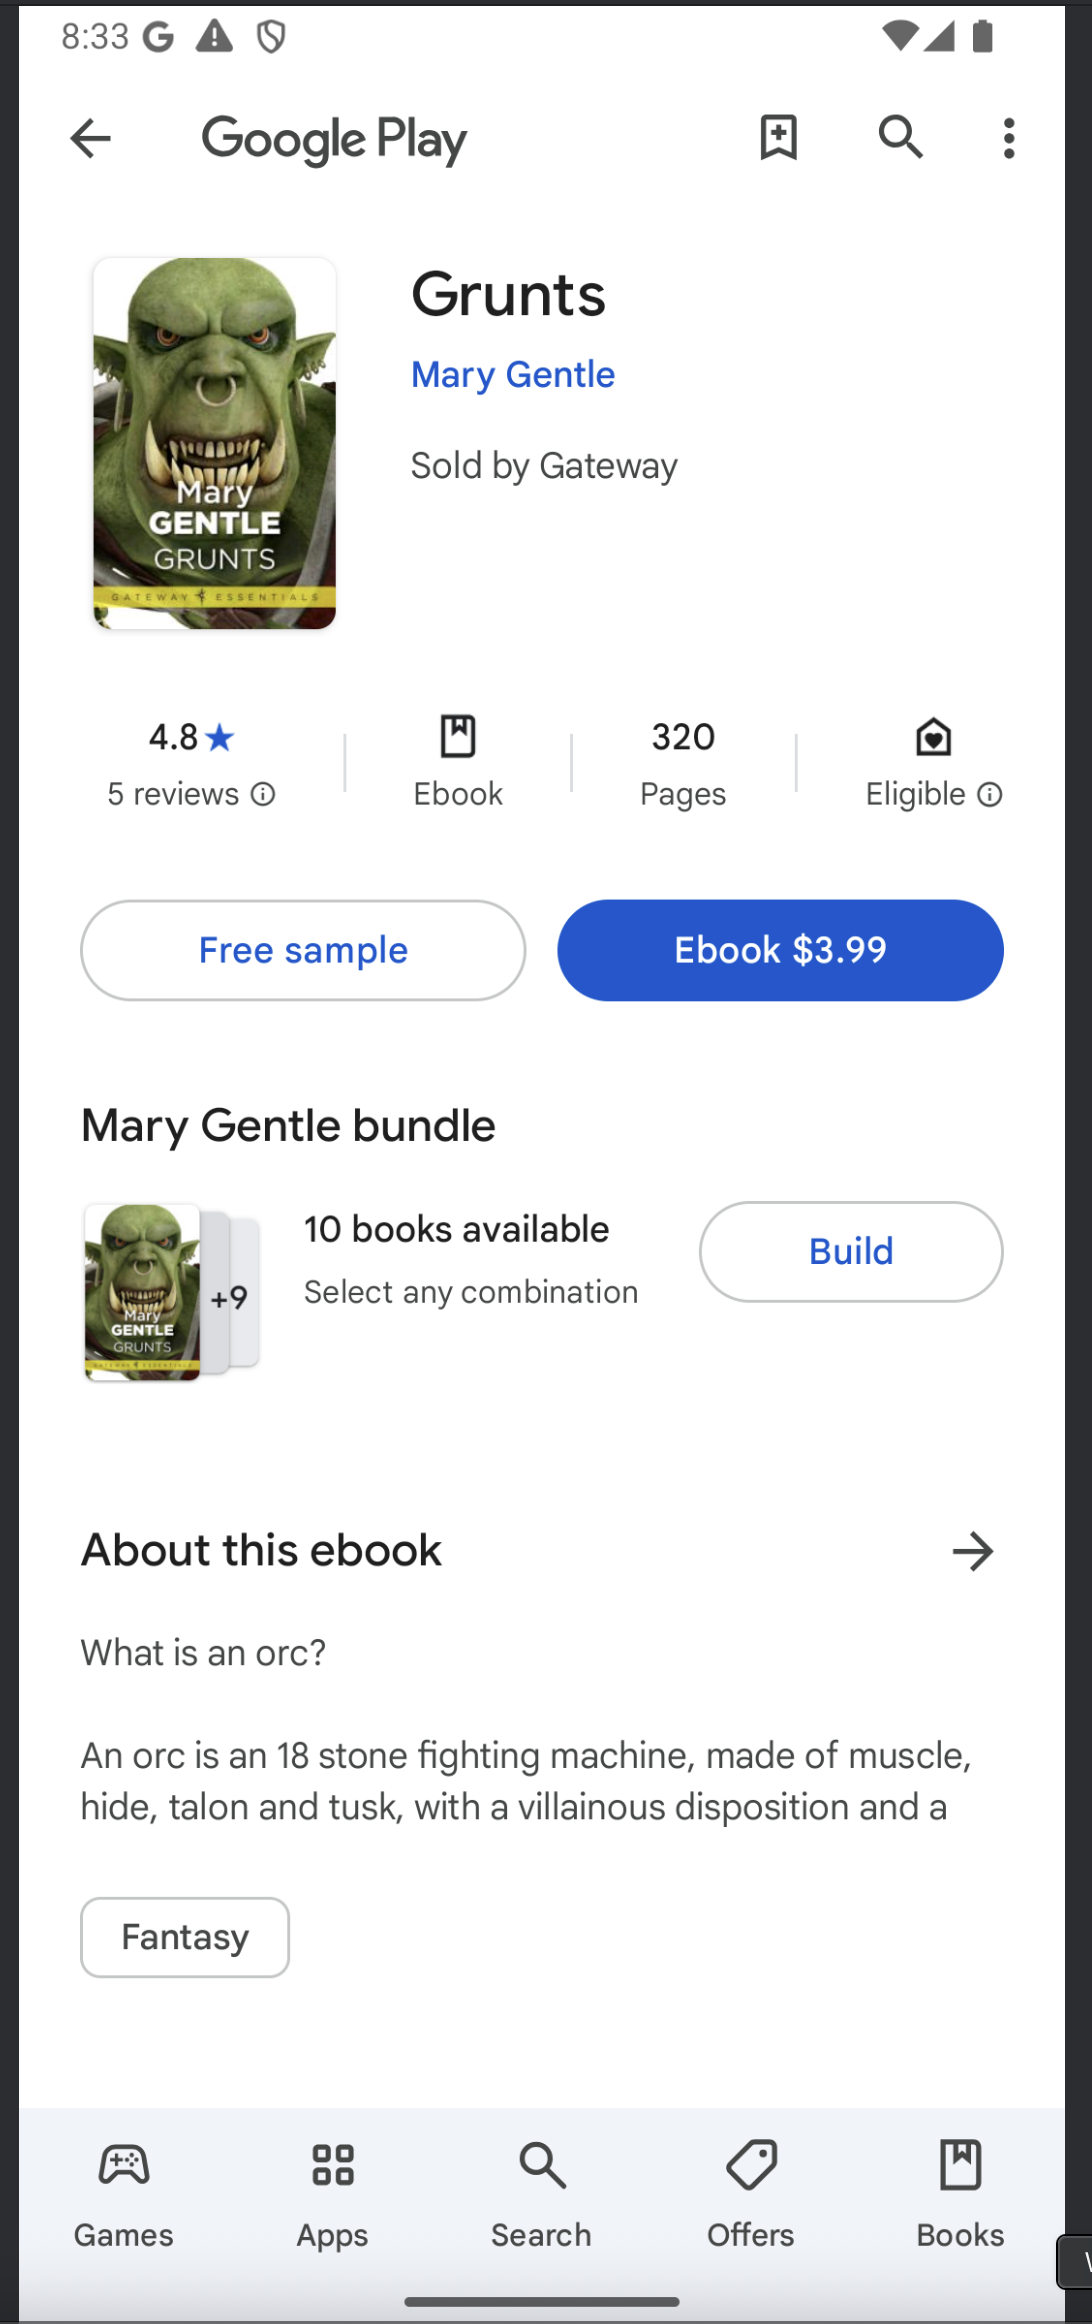 8:33
Google Play
Grunts
Mary Gentle
Sold by Gateway
Mary
GENTLE
GRUNTS
GATEWAY ESSENTIALS
4.8★
5 reviews
Ebook
320
Pages
Eligible
Free sample
Ebook $3.99
Mary Gentle bundle
Mary
GENTLE
GRUNTS
+9
10 books available
Select any combination
Build
About this ebook
What is an orc?
An orc is an 18 stone fighting machine, made of muscle,
hide, talon and tusk, with a villainous disposition and a
Fantasy
Games
Apps
Search
Offers
Books